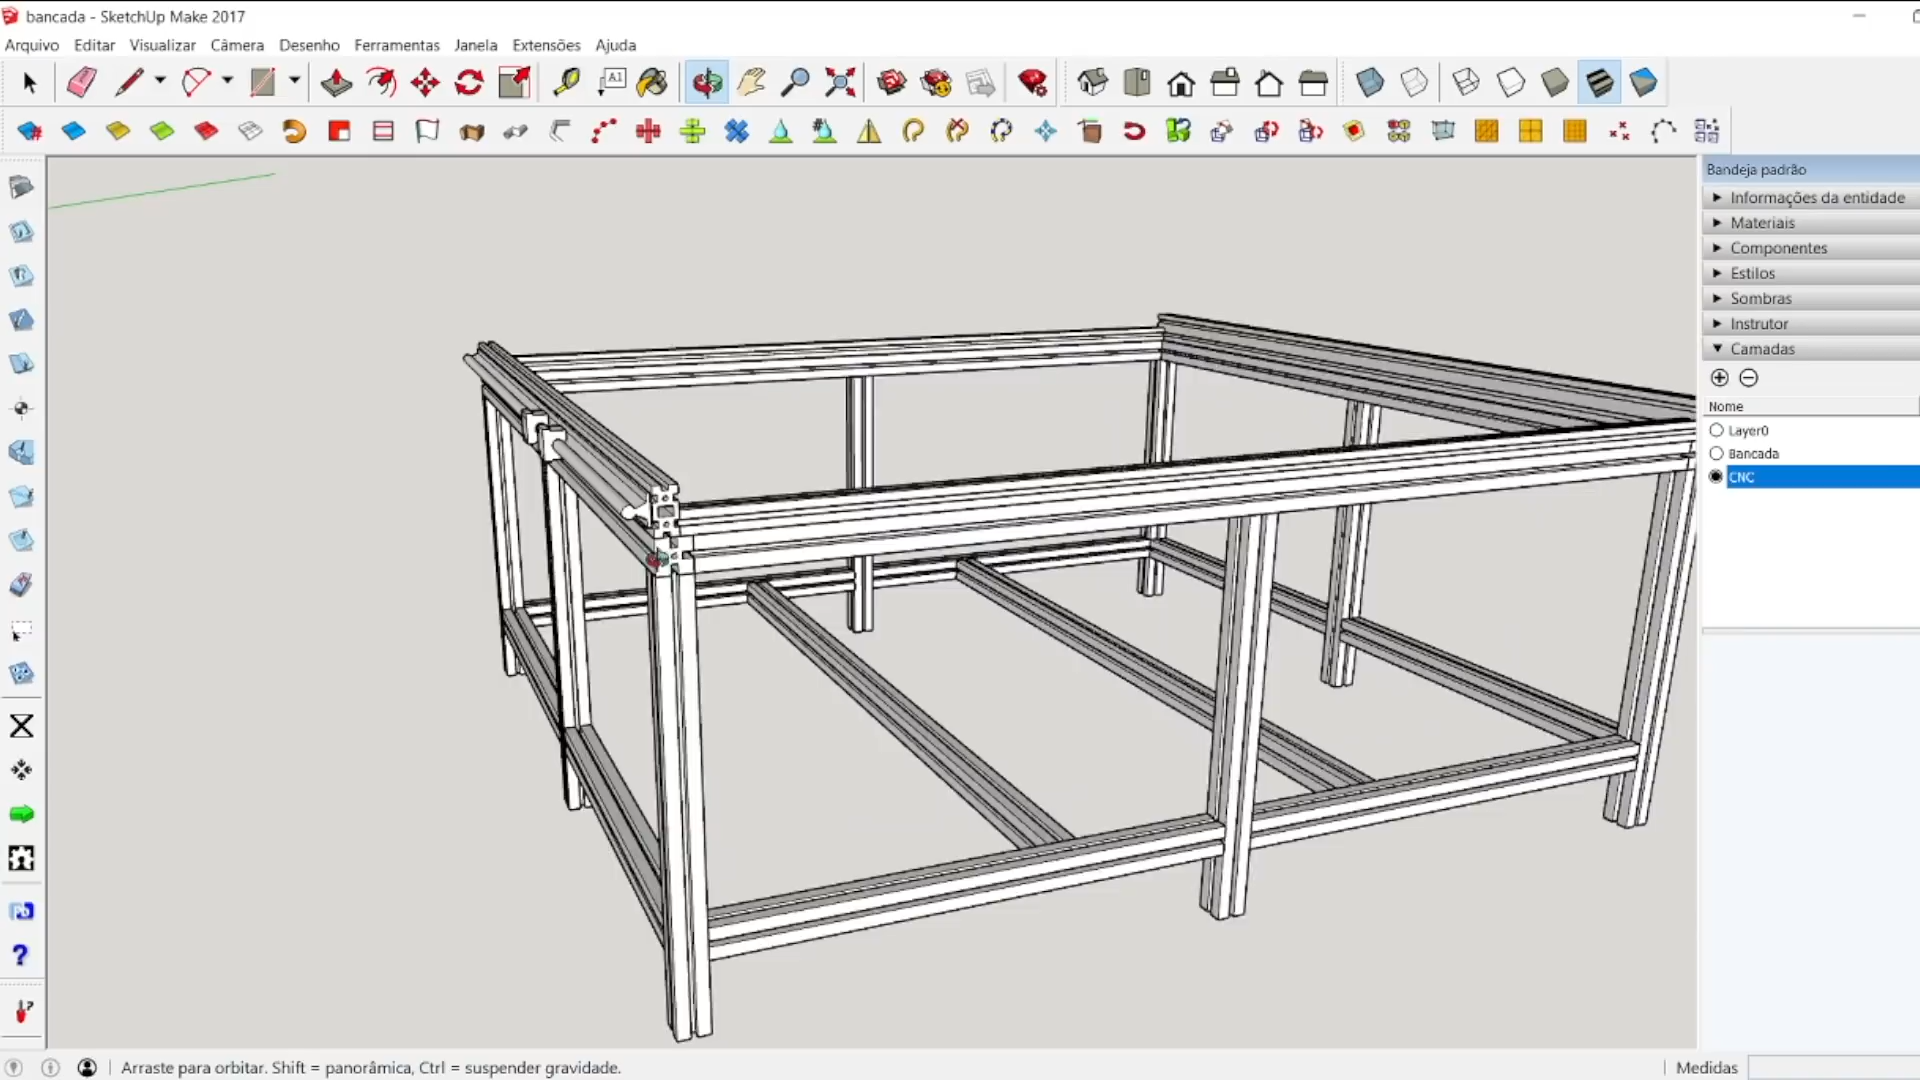 bancada - SketchUp Make 2017
Arquivo Editar Visualizar Câmera Desenho Ferramentas Janela Extensões Ajuda
A1
Bandeja padrão
Informações da entidade
Materiais
Componentes
Estilos
Sombras
Instrutor
Camadas
Nome
Layer0
Bancada
CNC
?
Arraste para orbitar. Shift = panorâmica, Ctrl = suspender gravidade.
Medidas